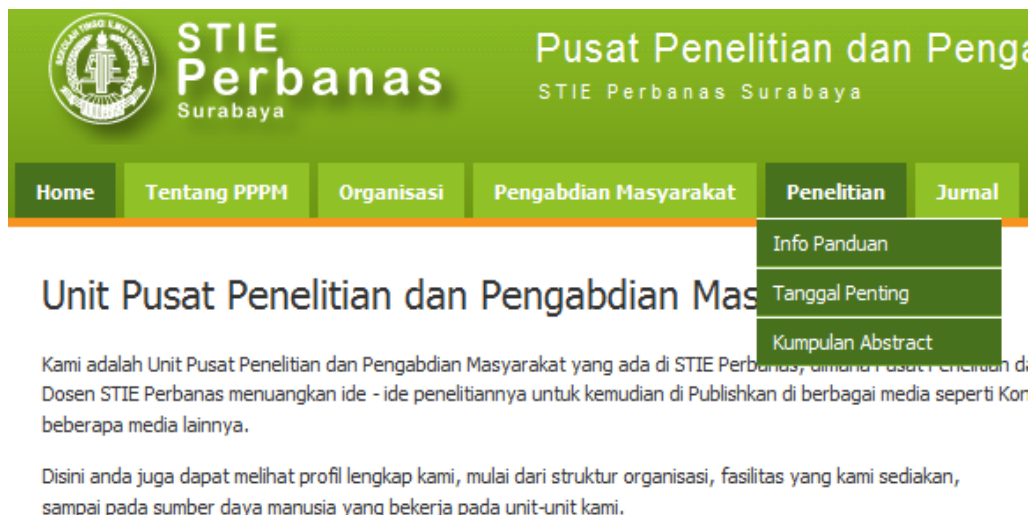 STIE
Perbanas
Surabaya
Pusat Penelitian dan
STIE Perbanas Surabaya
Home Tentang PPPM Organisasi Pengabdian Masyarakat Penelitian Jurnal
Info Panduan
Tanggal Penting
Kumpulan Abstract
Unit Pusat Penelitian dan Pengabdian Mas
Kami adalah Unit Pusat Penelitian dan Pengabdian Masyarakat yang ada di STIE Perbanas, dimana Pusat Penelitian
Dosen STIE Perbanas menuangkan ide - ide penelitiannya untuk kemudian di Publishkan di berbagai media seperti
beberapa media lainnya.
Disini anda juga dapat melihat profil lengkap kami, mulai dari struktur organisasi, fasilitas yang kami sediakan,
sampai pada sumber daya manusia yang bekerja pada unit-unit kami.